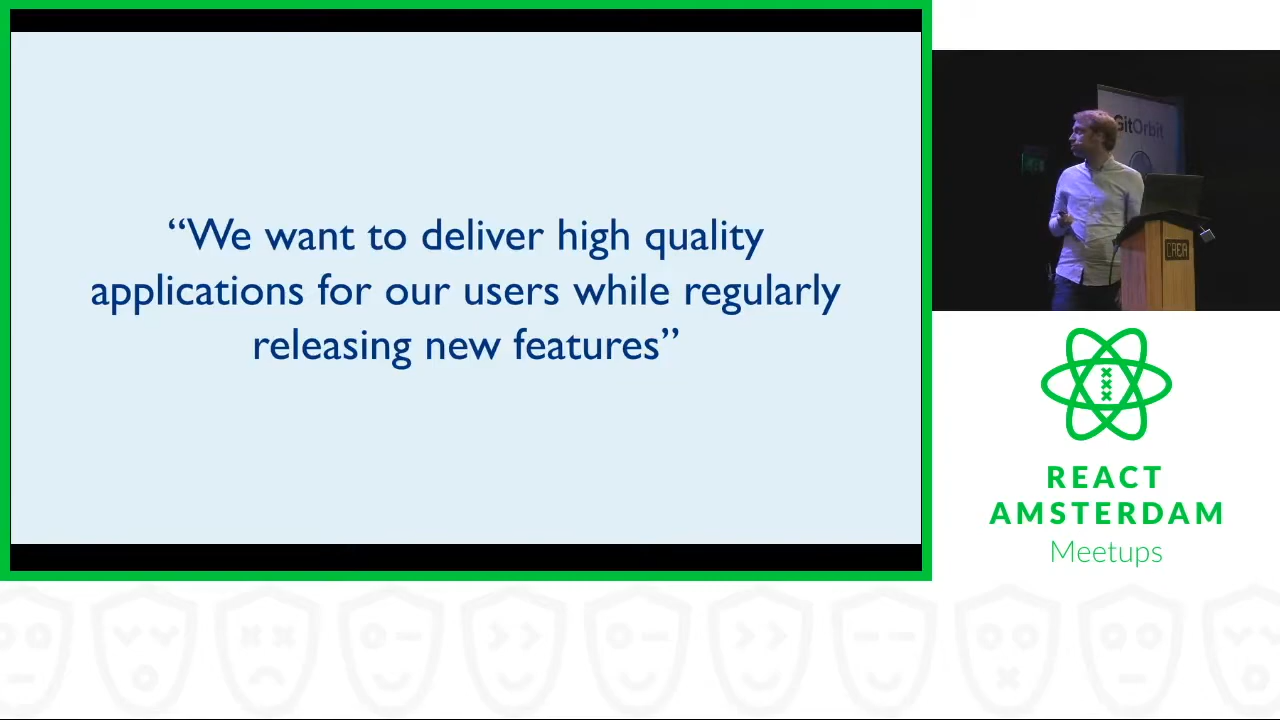 “We want to deliver high quality
applications for our users while regularly
releasing new features”
GitOrbit
CREA
REACT
AMSTERDAM
Meetups